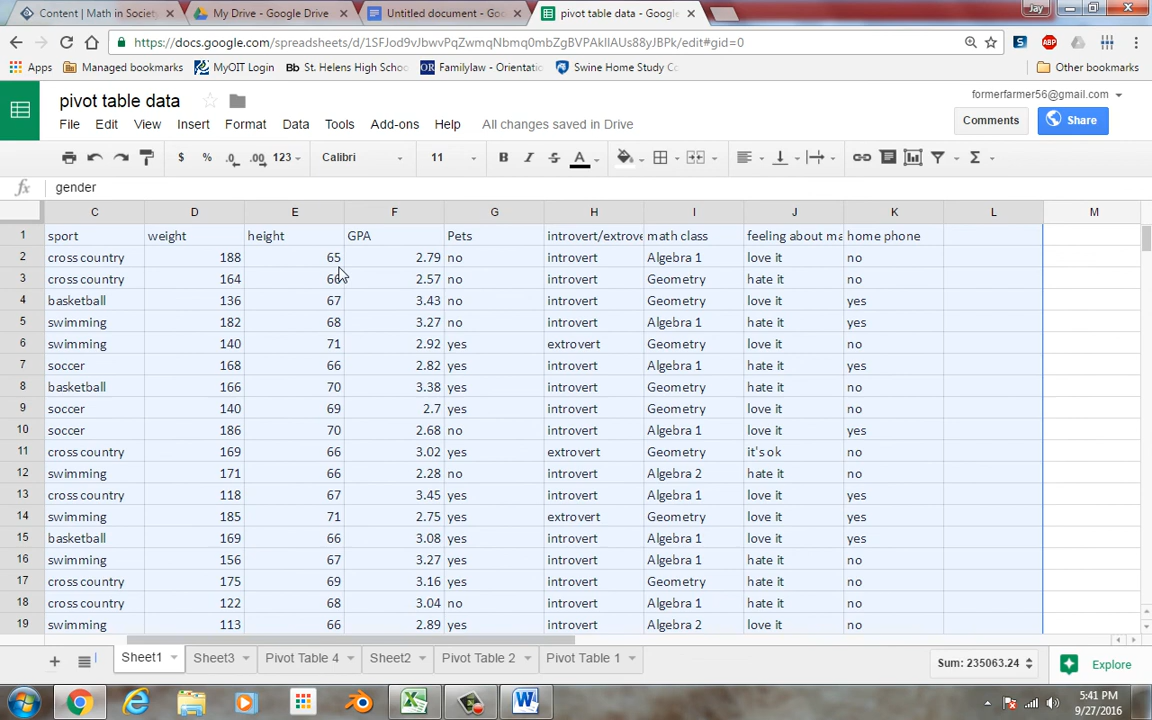 Content | Math in Society
My Drive - Google Drive
Untitled document - Goo
pivot table data - Google
Jay
https://docs.google.com/spreadsheets/d/1SFJod9vJbwvPqZwmqNbmq0mbZgBVPAkIlAUs88yJBPk/edit#gid=0
Apps
Managed bookmarks
MyOIT Login
Bb St. Helens High Schoo
OR Familylaw - Orientatio
Swine Home Study Co
Other bookmarks
pivot table data
formerfarmer56@gmail.com
File Edit View Insert Format Data Tools Add-ons Help All changes saved in Drive
Comments
Share
$ % .0 .00 123 Calibri 11 B I S A
fx gender
C D E F G H I J K L M
1 sport weight height GPA Pets introvert/extrove math class feeling about ma home phone
2 cross country 188 65 2.79 no introvert Algebra 1 love it no
3 cross country 164 66 2.57 no introvert Geometry hate it no
4 basketball 136 67 3.43 no introvert Geometry love it yes
5 swimming 182 68 3.27 no introvert Algebra 1 hate it yes
6 swimming 140 71 2.92 yes extrovert Geometry love it no
7 soccer 168 66 2.82 yes introvert Algebra 1 hate it yes
8 basketball 166 70 3.38 yes introvert Geometry hate it no
9 soccer 140 69 2.7 yes introvert Geometry love it no
10 soccer 186 70 2.68 no introvert Algebra 1 love it yes
11 cross country 169 66 3.02 yes extrovert Geometry it's ok no
12 swimming 171 66 2.28 no introvert Algebra 2 hate it no
13 cross country 118 67 3.45 yes introvert Algebra 1 love it yes
14 swimming 185 71 2.75 yes extrovert Geometry love it yes
15 basketball 169 66 3.08 yes introvert Algebra 1 love it yes
16 swimming 156 67 3.27 yes introvert Algebra 1 hate it no
17 cross country 175 69 3.16 yes introvert Geometry hate it no
18 cross country 122 68 3.04 no introvert Algebra 1 hate it no
19 swimming 113 66 2.89 yes introvert Algebra 2 love it no
Sheet1 Sheet3 Pivot Table 4 Sheet2 Pivot Table 2 Pivot Table 1
Sum: 235063.24
Explore
5:41 PM
9/27/2016